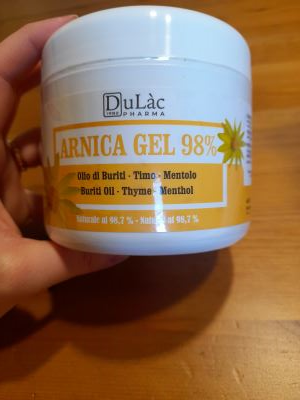 DuLàc
PHARMA
ARNICA GEL 98%
Olio di Buriti - Timo - Mentolo
Buriti Oil - Thyme - Menthol
Naturale al 98,7 % - Natural at 98,7 %